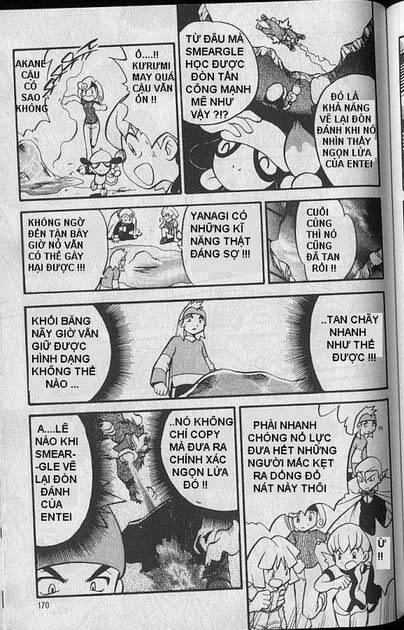 TỪ ĐÂU MÀ
SMEARGLE
HỌC ĐƯỢC
ĐÒN TẤN
CÔNG MẠNH
MẼ NHƯ
VẬY ?!?
ĐÓ LÀ
KHẢ NĂNG
VẼ LẠI ĐÒN
ĐÁNH KHI NÓ
NHÌN THẤY
NGỌN LỬA
CỦA ENTEI
Ồ....!!
KURUMI
MAY QUÁ
CẬU VẪN
ỔN !!
AKANE
CẬU CÓ
SAO
KHÔNG
CUỐI
CÙNG
THÌ NÓ
CŨNG
ĐÃ TAN
RỒI !!
YANAGI CÓ
NHỮNG KĨ
NĂNG THẬT
ĐÁNG SỢ !!
KHÔNG NGỜ
ĐẾN TẬN BÂY
GIỜ NỔ VẪN
CÓ THỂ GÂY
HẠI ĐƯỢC !!!
..TAN CHẢY
NHANH
NHƯ THẾ
ĐƯỢC !!!
KHỐI BĂNG
NÃY GIỜ VẪN
GIỮ ĐƯỢC
HÌNH DẠNG
KHÔNG THỂ
NÀO ...
PHẢI NHANH
CHÓNG NỔ LỰC
ĐƯA HẾT NHỮNG
NGƯỜI MẮC KẸT
RA DỐNG ĐỔ
NÁT NÀY THÔI
Ừ
!!
..NÓ KHÔNG
CHỈ COPY
MÀ ĐƯA RA
CHÍNH XÁC
NGỌN LỬA
ĐÓ !!
A....LẼ
NÀO KHI
SMEAR-
-GLE VẼ
LẠI ĐÒN
ĐÁNH
CỦA
ENTEI
170